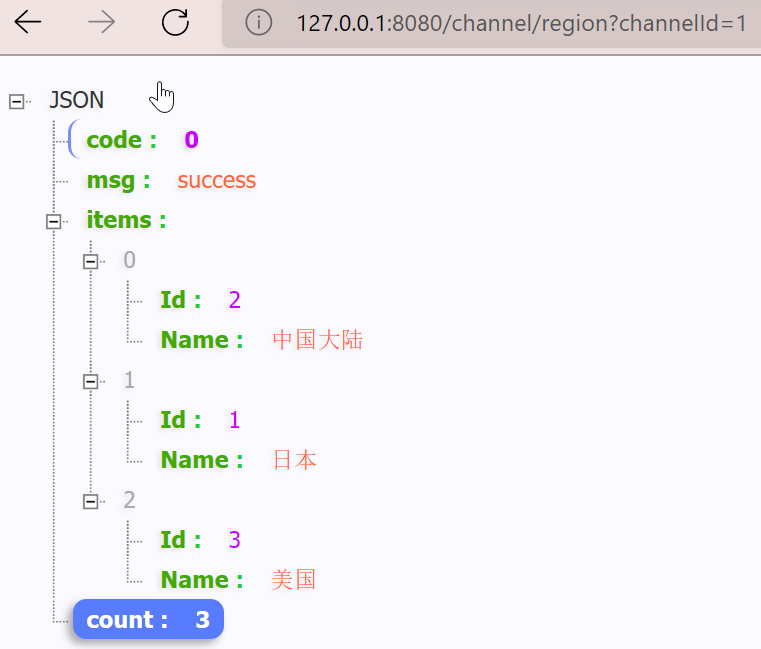 127.0.0.1:8080/channel/region?channelId=1
JSON
code : 0
msg : success
items :
0
Id : 2
Name : 中国大陆
1
Id : 1
Name : 日本
2
Id : 3
Name : 美国
count : 3